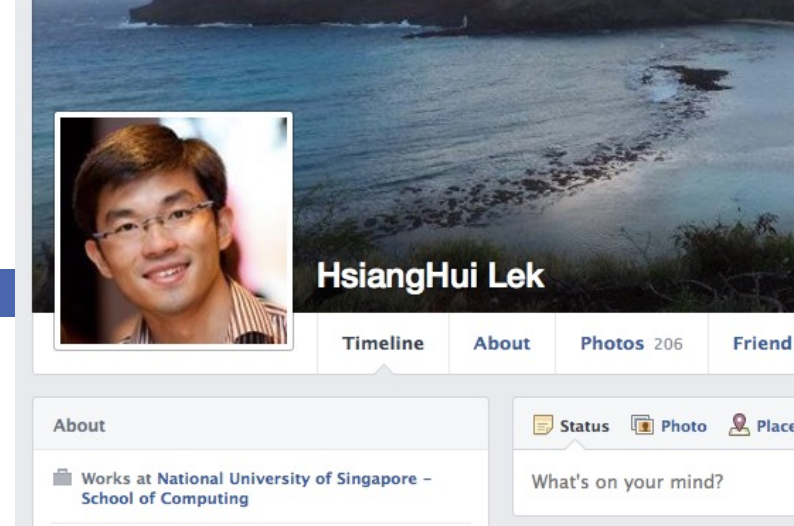 HsiangHui Lek
Timeline About Photos 206 Friend
About
Works at National University of Singapore –
School of Computing
Status Photo Place
What's on your mind?